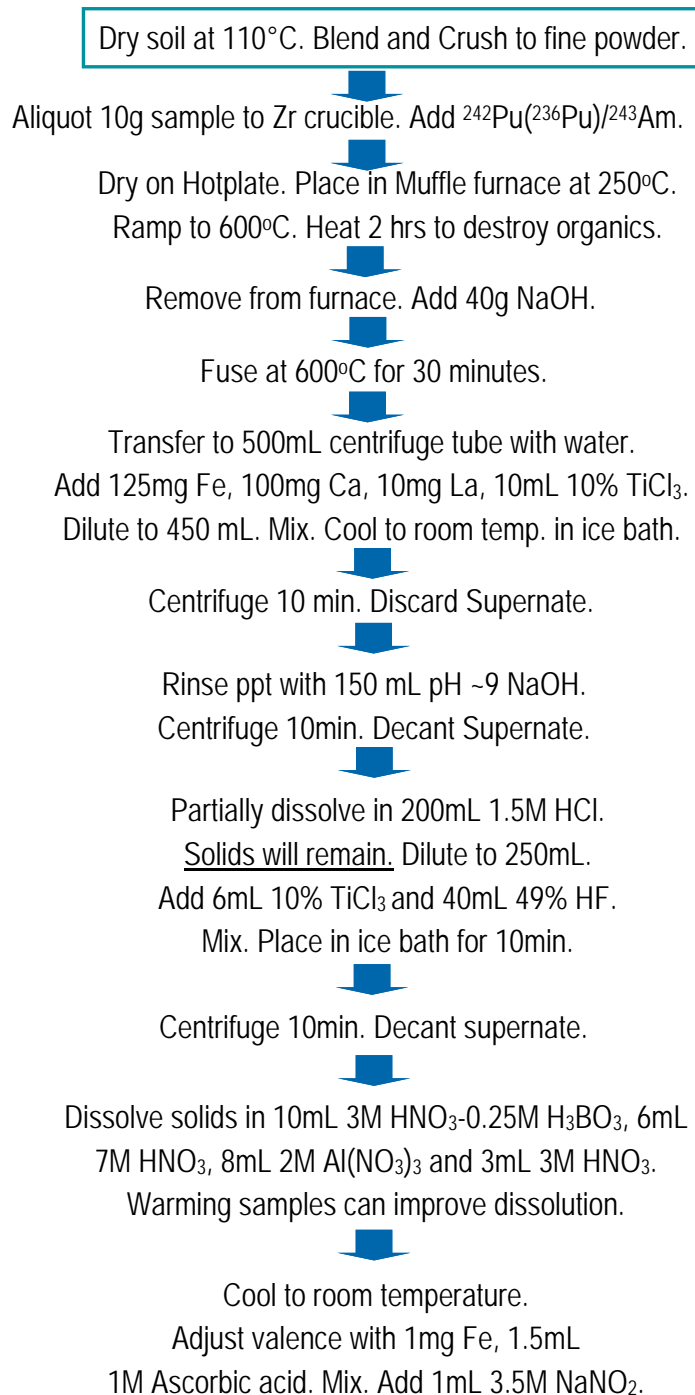 Dry soil at 110°C. Blend and Crush to fine powder.
Aliquot 10g sample to Zr crucible. Add ²⁴²Pu(²³⁶Pu)/²⁴³Am.
Dry on Hotplate. Place in Muffle furnace at 250ºC.
Ramp to 600ºC. Heat 2 hrs to destroy organics.
Remove from furnace. Add 40g NaOH.
Fuse at 600ºC for 30 minutes.
Transfer to 500mL centrifuge tube with water.
Add 125mg Fe, 100mg Ca, 10mg La, 10mL 10% TiCl₃.
Dilute to 450 mL. Mix. Cool to room temp. in ice bath.
Centrifuge 10 min. Discard Supernate.
Rinse ppt with 150 mL pH ~9 NaOH.
Centrifuge 10min. Decant Supernate.
Partially dissolve in 200mL 1.5M HCl.
Solids will remain. Dilute to 250mL.
Add 6mL 10% TiCl₃ and 40mL 49% HF.
Mix. Place in ice bath for 10min.
Centrifuge 10min. Decant supernate.
Dissolve solids in 10mL 3M HNO₃-0.25M H₃BO₃, 6mL
7M HNO₃, 8mL 2M Al(NO₃)₃ and 3mL 3M HNO₃.
Warming samples can improve dissolution.
Cool to room temperature.
Adjust valence with 1mg Fe, 1.5mL
1M Ascorbic acid. Mix. Add 1mL 3.5M NaNO₂.